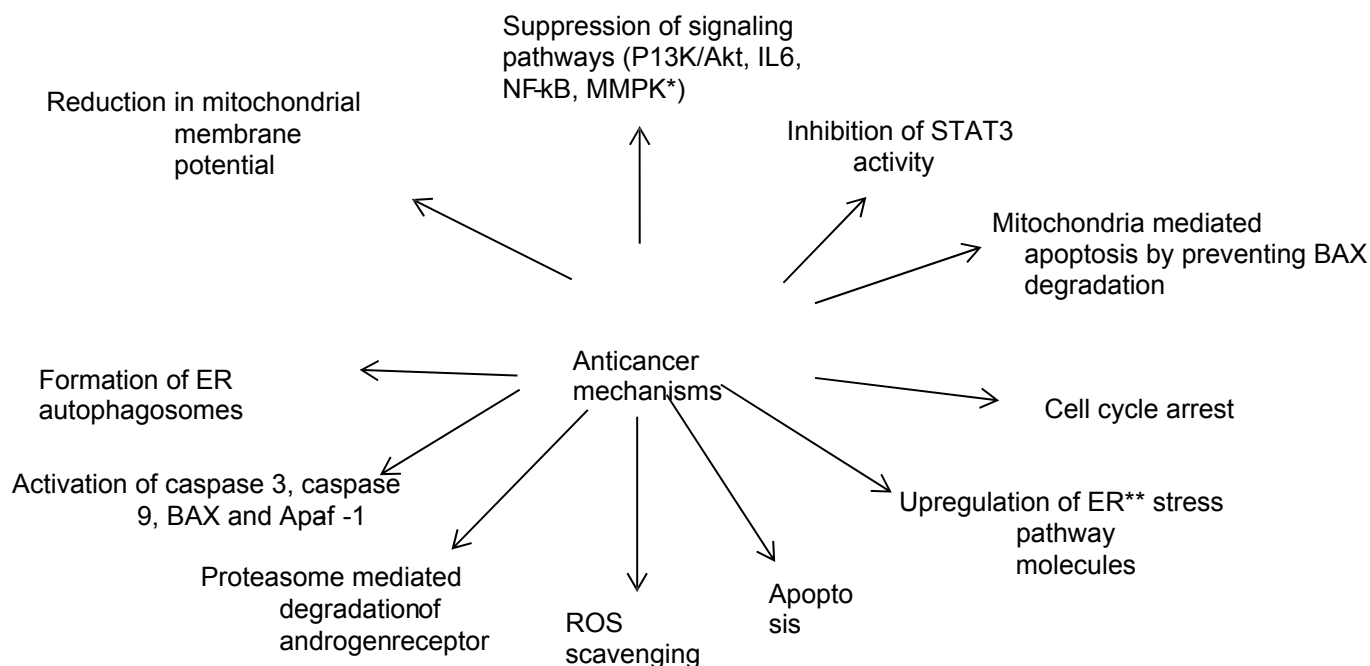 Suppression of signaling
pathways (P13K/Akt, IL6,
NF-kB, MMPK*)
Reduction in mitochondrial
membrane
potential
Inhibition of STAT3
activity
Mitochondria mediated
apoptosis by preventing BAX
degradation
Anticancer
mechanisms
Formation of ER
autophagosomes
Cell cycle arrest
Activation of caspase 3, caspase
9, BAX and Apaf -1
Upregulation of ER** stress
pathway
molecules
Proteasome mediated
degradationof
androgenreceptor
ROS
scavenging
Apopto
sis